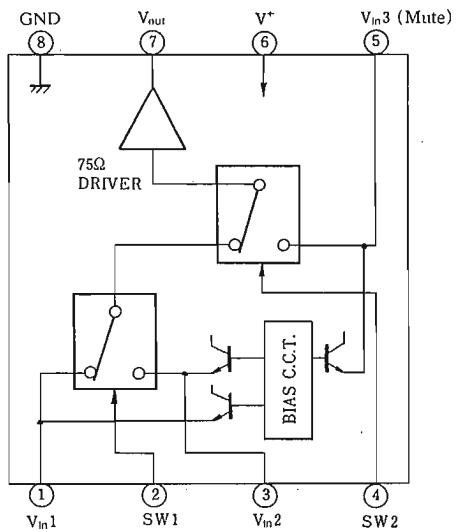 GND
Vout
V+
Vin3 (Mute)
8
7
6
5
75Ω
DRIVER
BIAS C.C.T.
1
2
3
4
Vin1
SW1
Vin2
SW2